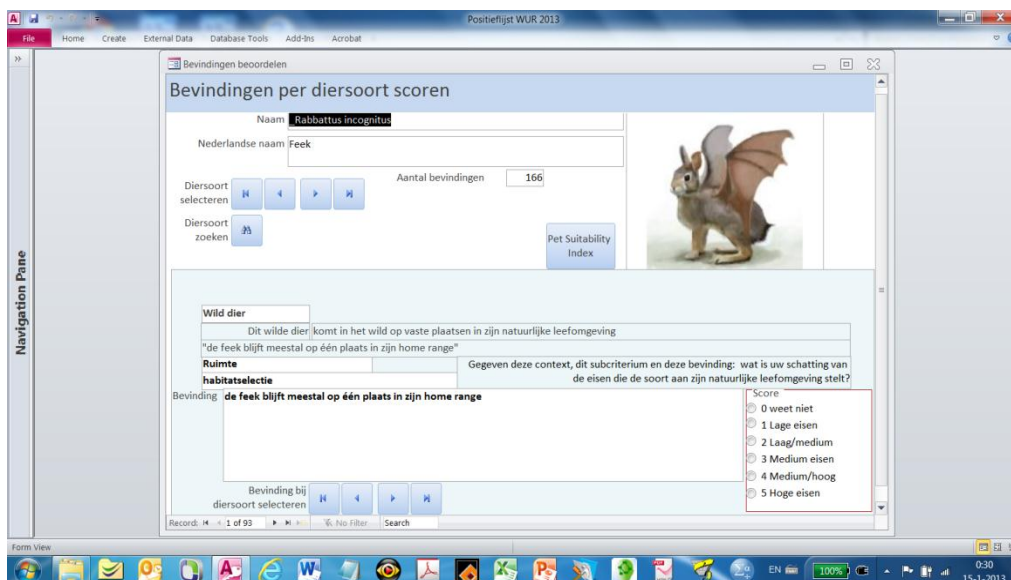 Positieflijst WUR 2013
File Home Create External Data Database Tools Add-Ins Acrobat
Bevindingen beoordelen
Bevindingen per diersoort scoren
Naam _Rabbattus incognitus
Nederlandse naam Feek
Aantal bevindingen 166
Diersoort
selecteren
Diersoort
zoeken
Pet Suitability
Index
Navigation Pane
Wild dier
Dit wilde dier komt in het wild op vaste plaatsen in zijn natuurlijke leefomgeving
"de feek blijft meestal op één plaats in zijn home range"
Ruimte
habitatselectie
Gegeven deze context, dit subcriterium en deze bevinding: wat is uw schatting van
de eisen die de soort aan zijn natuurlijke leefomgeving stelt?
Bevinding de feek blijft meestal op één plaats in zijn home range
Score
0 weet niet
1 Lage eisen
2 Laag/medium
3 Medium eisen
4 Medium/hoog
5 Hoge eisen
Bevinding bij
diersoort selecteren
Record: 1 of 93 No Filter Search
Form View
EN 100% 0:30
15-1-2013